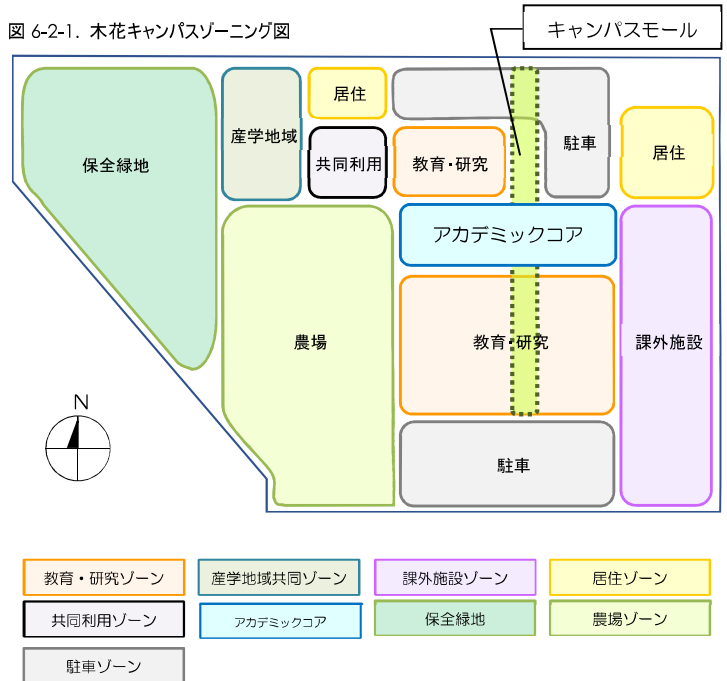 図 6-2-1. 木花キャンパスゾーニング図
キャンパスモール
保全緑地
産学地域
居住
共同利用
教育・研究
駐車
居住
アカデミックコア
農場
教育・研究
課外施設
駐車
N
教育・研究ゾーン
産学地域共同ゾーン
課外施設ゾーン
居住ゾーン
共同利用ゾーン
アカデミックコア
保全緑地
農場ゾーン
駐車ゾーン